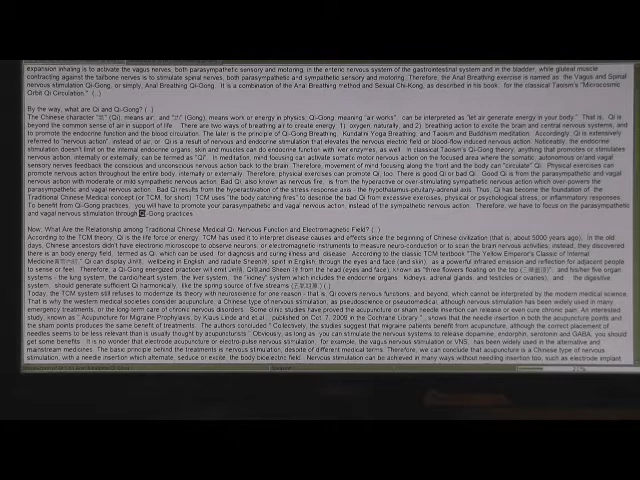 expansion inhaling is to activate the vagus nerves, both parasympathetic sensory and motoring, in the enteric nervous system of the gastrointestinal system and in the bladder, while gluteal muscle
contracting against the tailbone nerves is to stimulate spinal nerves, both parasympathetic and sympathetic sensory and motoring. Therefore, the Anal Breathing exercise is named as the Vagus and Spinal
nervous stimulation Qi-Gong, or simply, Anal Breathing Qi-Gong. It is a combination of the Anal Breathing method and Sexual Chi-Kong, as described in his book for the classical Taoism's "Microcosmic
Orbit Qi Circulation."
By the way, what are Qi and Qi-Gong?
The Chinese character (Qi), means air and (Gong), means work or energy in physics. Qi-Gong, meaning "air works" can be interpreted as "let air generate energy in your body." That is, Qi is
beyond the common sense of air in support of life There are two ways of breathing air to create energy, 1) oxygen, naturally, and 2) breathing action to excite the brain and central nervous systems, and
to promote the endocrine function and the blood circulation. The later is the principle of Qi-Gong Breathing, Kundalini Yoga Breathing, and Taoism and Buddhism meditation. Accordingly, Qi is extensively
referred to "nervous action", instead of air, or Qi is a result of nervous and endocrine stimulation that elevates the nervous electric field or blood-flow induced nervous action. Noticeably, the endocrine
stimulation doesn't limit on the internal endocrine organs, skin and muscles can do endocrine function with liver enzymes, as well. In classical Taoism's Qi-Gong theory, anything that promotes or stimulates
nervous action, internally or externally, can be termed as "Qi". In meditation, mind focusing can activate somatic motor nervous action on the focused area where the somatic, autonomous or/and vagal
sensory nerves feedback the conscious and unconscious nervous action back to the brain. Therefore, movement of mind focusing along the front and the body can "circulate" Qi. Physical exercises can
promote nervous action throughout the entire body, internally or externally. Therefore, physical exercises can promote Qi, too. There is good Qi or bad Qi. Good Qi is from the parasympathetic and vagal
nervous action with moderate or mild sympathetic nervous action. Bad Qi, also known as nervous fire, is from the hyperactive or over-stimulating sympathetic nervous action which over-powers the
parasympathetic and vagal nervous action. Bad Qi results from the hyperactivation of the stress response axis the hypothalamus-pituitary-adrenal axis. Thus, Qi has become the foundation of the
Traditional Chinese Medical concept (or TCM, for short). TCM uses "the body catching fires" to describe the bad Qi from excessive exercises, physical or psychological stress, or inflammatory responses.
To benefit from Qi-Gong practices, you will have to promote your parasympathetic and vagal nervous action, instead of the sympathetic nervous action. Therefore, we have to focus on the parasympathetic
and vagal nervous stimulation through Qi-Gong practices.
Now, What Are the Relationship among Traditional Chinese Medical Qi, Nervous Function and Electromagnetic Field?
According to the TCM theory, Qi is the life force or energy. TCM has used it to interpret disease causes and effects since the beginning of Chinese civilization (that is, about 5000 years ago). In the old
days, Chinese ancestors didn't have electronic microscope to observe neurons, or electromagnetic instruments to measure neuro-conductivity or to scan the brain nervous activities; instead, they discovered
there is an body energy field, termed as Qi, which can be used for diagnosis and curing illness and disease. According to the classic TCM textbook "The Yellow Emperor's Classic of Internal
Medicine Qi can display welling in English) and radiate spirit in English, through the eyes and face (and skin), as a powerful infrared emission and reflection for adjacent people
to sense or feel. Therefore, a Qi-Gong energized practicer will emit Qi and Sheen from the head (eyes and face), known as "three flowers floating on the top and his/her five organ
systems - the lung system, the cardiac/heart system, the liver system, the "kidney" system which includes the endocrine organs: kidneys, adrenal glands, and testicles/or ovaries), and the digestive
system, should generate sufficient Qi harmonically, like the spring source of five streams
Today, the TCM system still refuses to modernize its theory with neuroscience for one reason - that is, Qi covers nervous functions, and beyond, which cannot be interpreted by the modern medical science.
That is why the western medical societies consider acupuncture, a Chinese type of nervous stimulation, as pseudoscience or pseudomedical, although nervous stimulation has been widely used in many
emergency treatments, or the long-term care of chronic nervous disorders. Some clinic studies have proved the acupuncture or sham needle insertion can release or even cure chronic pain. An interested
study, known as "Acupuncture for Migraine Prophylaxis, by Klaus Linde and et.al., published on Oct. 7, 2009 in the Cochrane Library ", shows that the needle insertion in both the acupuncture points and
the sham points produces the same benefit of treatments. The authors concluded "Collectively, the studies suggest that migraine patients benefit from acupuncture, although the correct placement of
needles seems to be less relevant than is usually thought by acupuncturists." Obviously, as long as you can stimulate the nervous systems to release dopamine, endorphin, serotonin and GABA, you should
get some benefits It is no wonder that electrode acupuncture or electro-pulse nervous stimulation, for example, the vagus nervous stimulation or VNS, has been widely used in the alternative and
mainstream medicines. The basic principle behind the treatments is nervous stimulation, despite of different medical terms. Therefore, we can conclude that acupuncture is a Chinese type of nervous
stimulation, with a needle insertion which alternate, seduce or excite, the body bioelectric field. Nervous stimulation can be achieved in many ways without needling insertion too, such as electrode implant